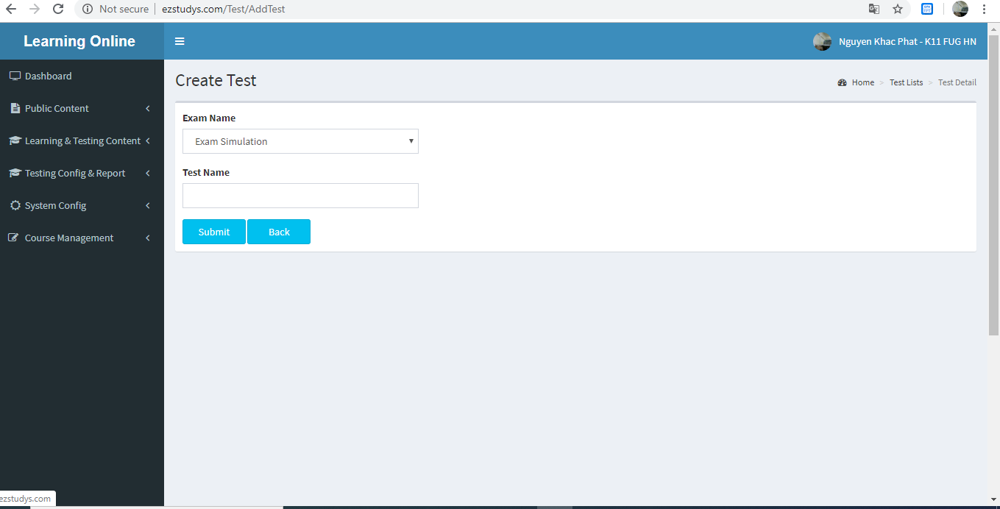 Not secure | ezstudys.com/Test/AddTest
Learning Online
Nguyen Khac Phat - K11 FUG HN
Dashboard
Public Content
Learning & Testing Content
Testing Config & Report
System Config
Course Management
Create Test
Home > Test Lists > Test Detail
Exam Name
Exam Simulation
Test Name
Submit
Back
ezstudys.com